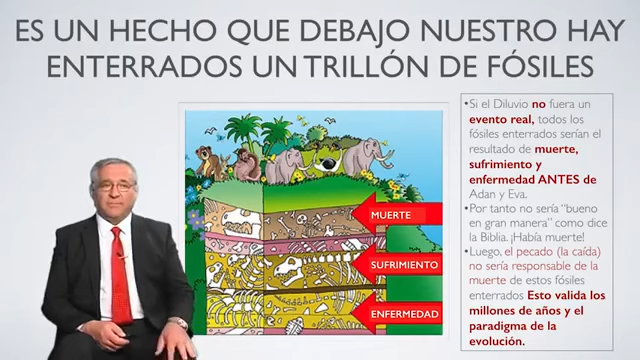 ES UN HECHO QUE DEBAJO NUESTRO HAY
ENTERRADOS UN TRILLÓN DE FÓSILES
MUERTE
SUFRIMIENTO
ENFERMEDAD
•Si el Diluvio no fuera un
evento real, todos los
fósiles enterrados serían el
resultado de muerte,
sufrimiento y
enfermedad ANTES de
Adan y Eva.
•Por tanto no sería “bueno
en gran manera” como dice
la Biblia. ¡Había muerte!
•Luego, el pecado (la caída)
no sería responsable de la
muerte de estos fósiles
enterrados Esto valida los
millones de años y el
paradigma de la
evolución.